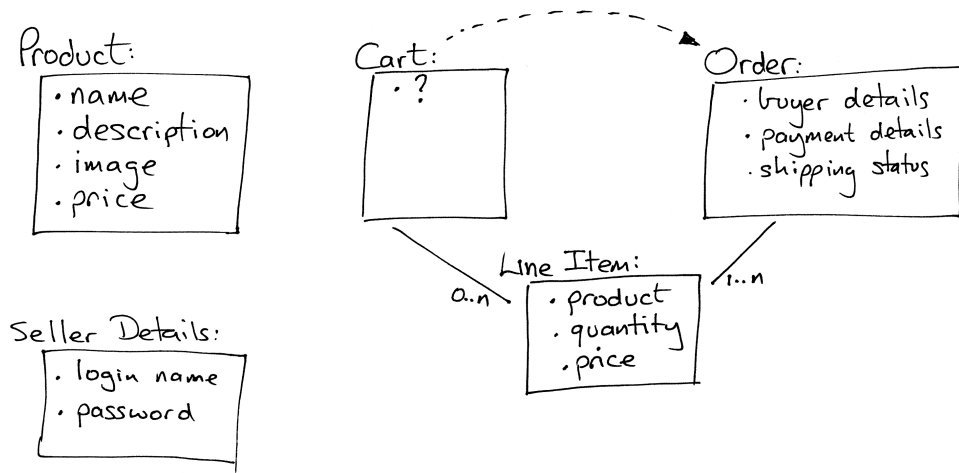 Product:
· name
· description
· image
· price
Cart:
· ?
Order:
· buyer details
· payment details
· shipping status
Line Item:
0..n
1..n
· product
· quantity
· price
Seller Details:
· login name
· password